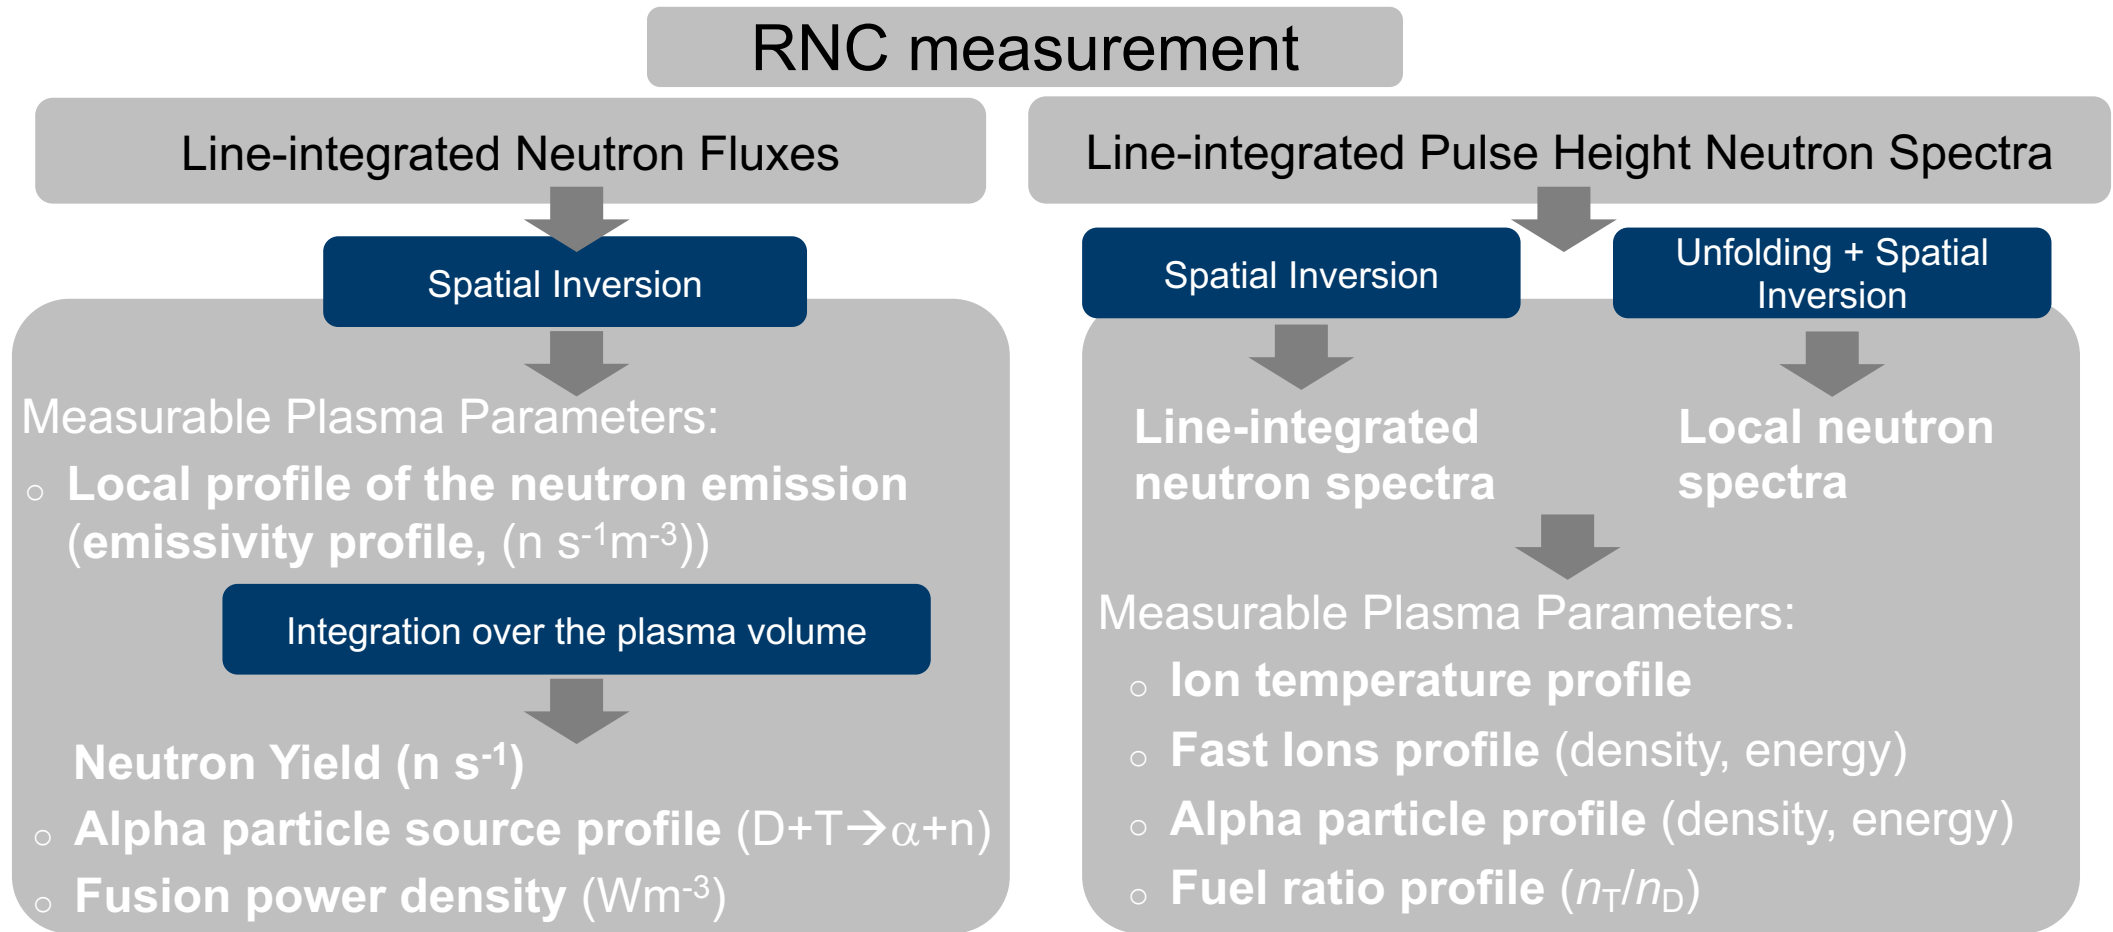 RNC measurement
Line-integrated Neutron Fluxes
Spatial Inversion
Measurable Plasma Parameters:
○ Local profile of the neutron emission
(emissivity profile, (n s⁻¹m⁻³))
Integration over the plasma volume
Neutron Yield (n s⁻¹)
○ Alpha particle source profile (D+T→α+n)
○ Fusion power density (Wm⁻³)
Line-integrated Pulse Height Neutron Spectra
Spatial Inversion
Unfolding + Spatial
Inversion
Line-integrated
neutron spectra
Local neutron
spectra
Measurable Plasma Parameters:
○ Ion temperature profile
○ Fast Ions profile (density, energy)
○ Alpha particle profile (density, energy)
○ Fuel ratio profile (n_T/n_D)